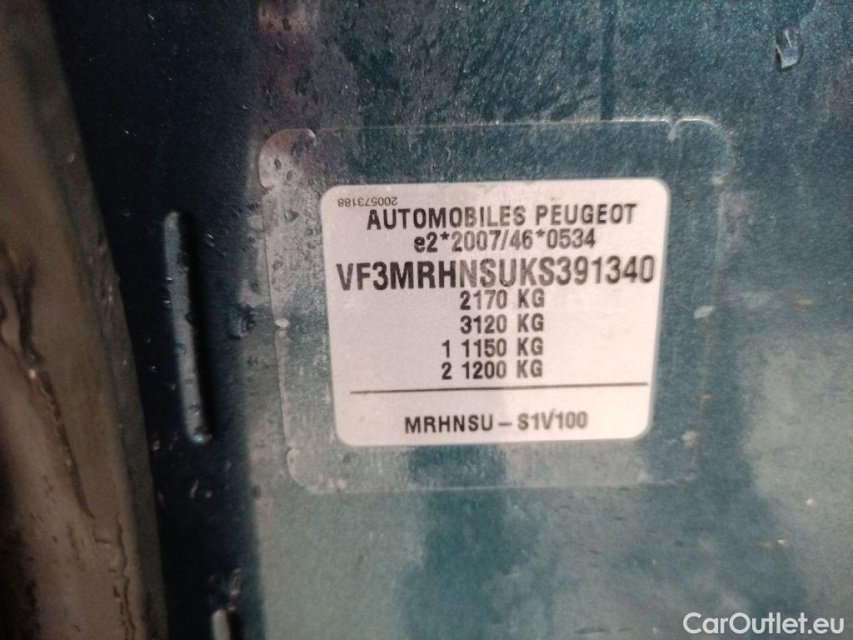 200573188
AUTOMOBILES PEUGEOT
e2*2007/46*0534
VF3MRHNSUKS391340
2170 KG
3120 KG
1 1150 KG
2 1200 KG
MRHNSU - S1V100
CarOutlet.eu